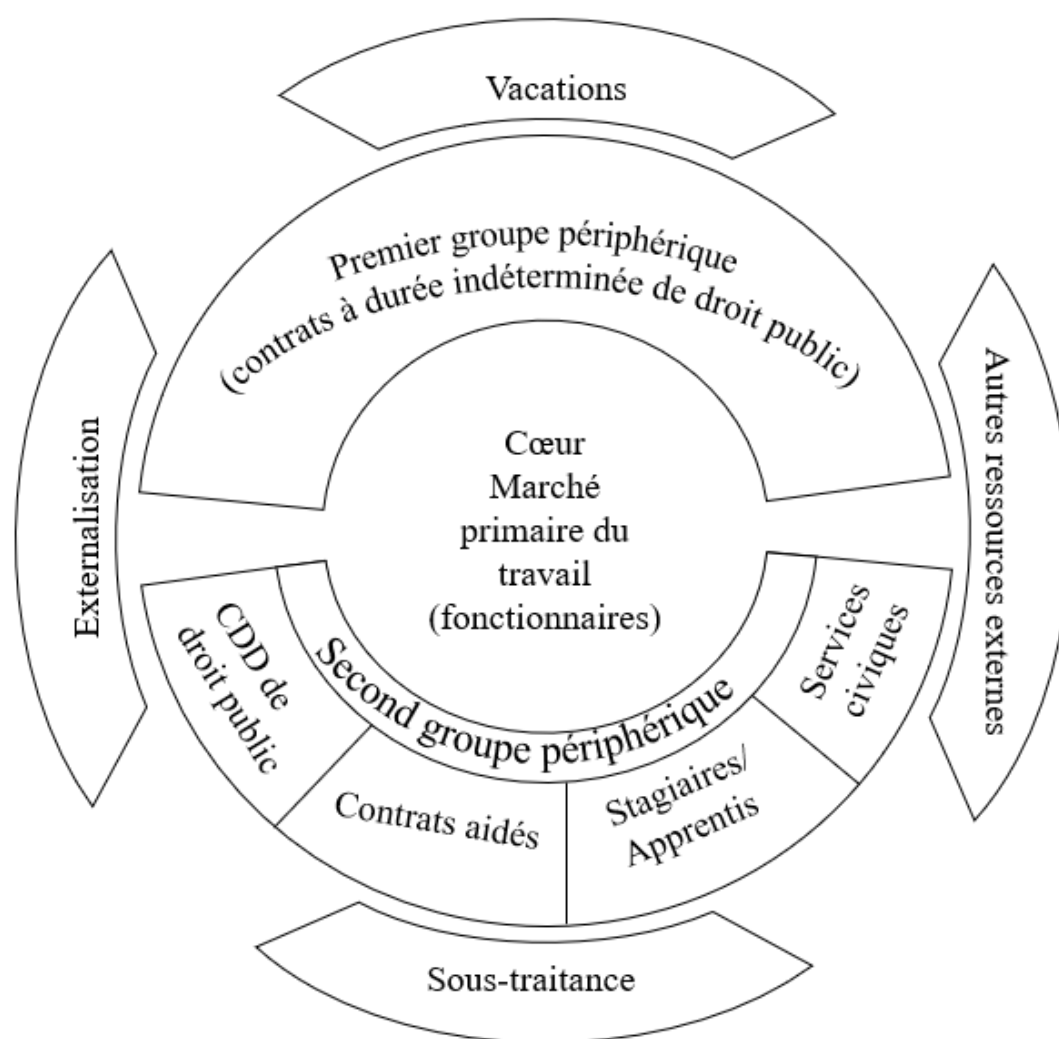 Vacations
Premier groupe périphérique
(contrats à durée indéterminée de droit public)
Externalisation
Autres ressources externes
Cœur
Marché
primaire du
travail
(fonctionnaires)
Second groupe périphérique
CDD de
droit public
Contrats aidés
Stagiaires/
Apprentis
Services
civiques
Sous-traitance